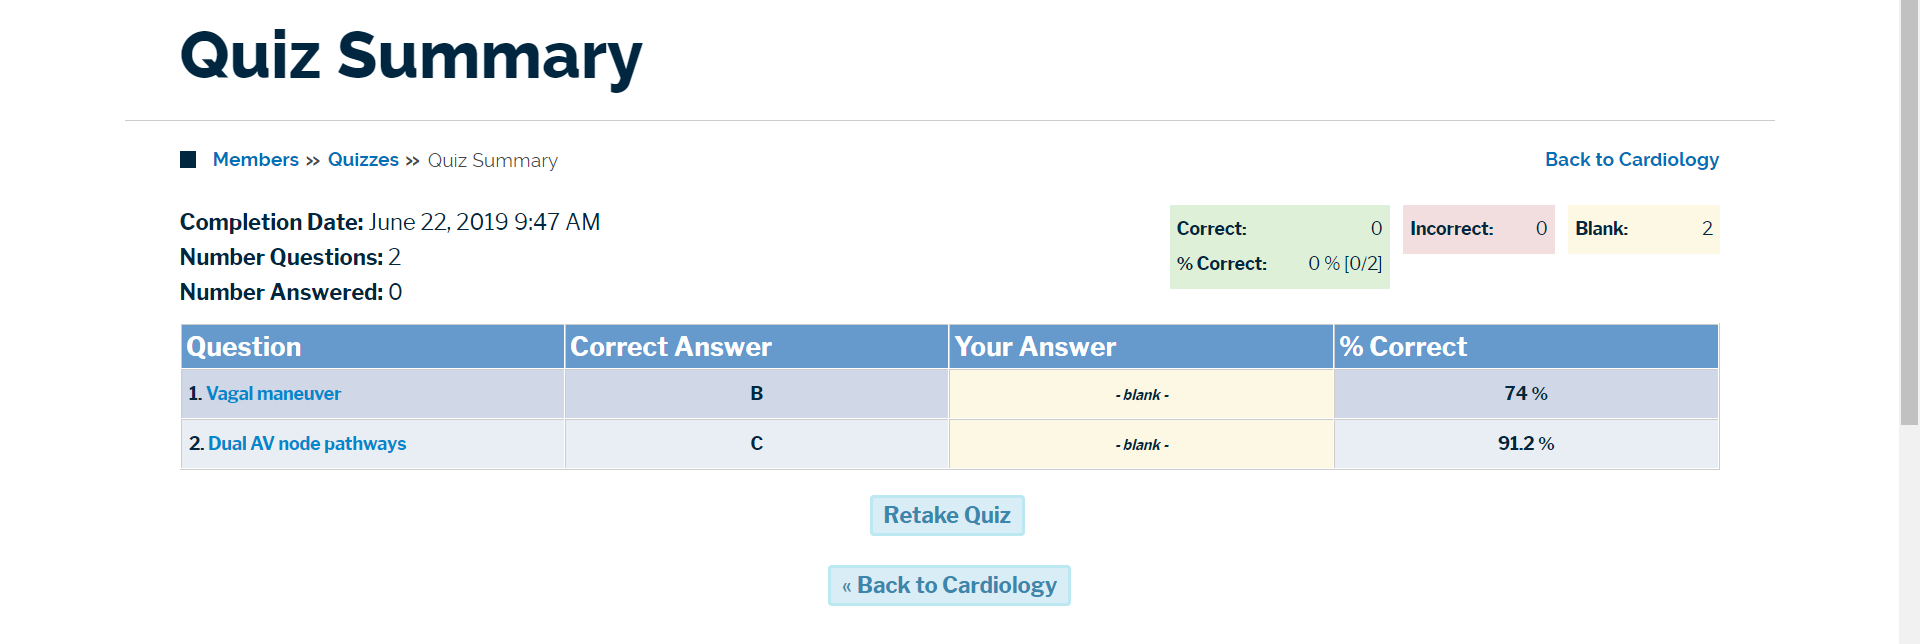 Quiz Summary
Members » Quizzes » Quiz Summary
Back to Cardiology
Completion Date: June 22, 2019 9:47 AM
Number Questions: 2
Number Answered: 0
Correct: 0
% Correct: 0 % [0/2]
Incorrect: 0
Blank: 2
Question Correct Answer Your Answer % Correct
1. Vagal maneuver B - blank - 74 %
2. Dual AV node pathways C - blank - 91.2 %
Retake Quiz
« Back to Cardiology